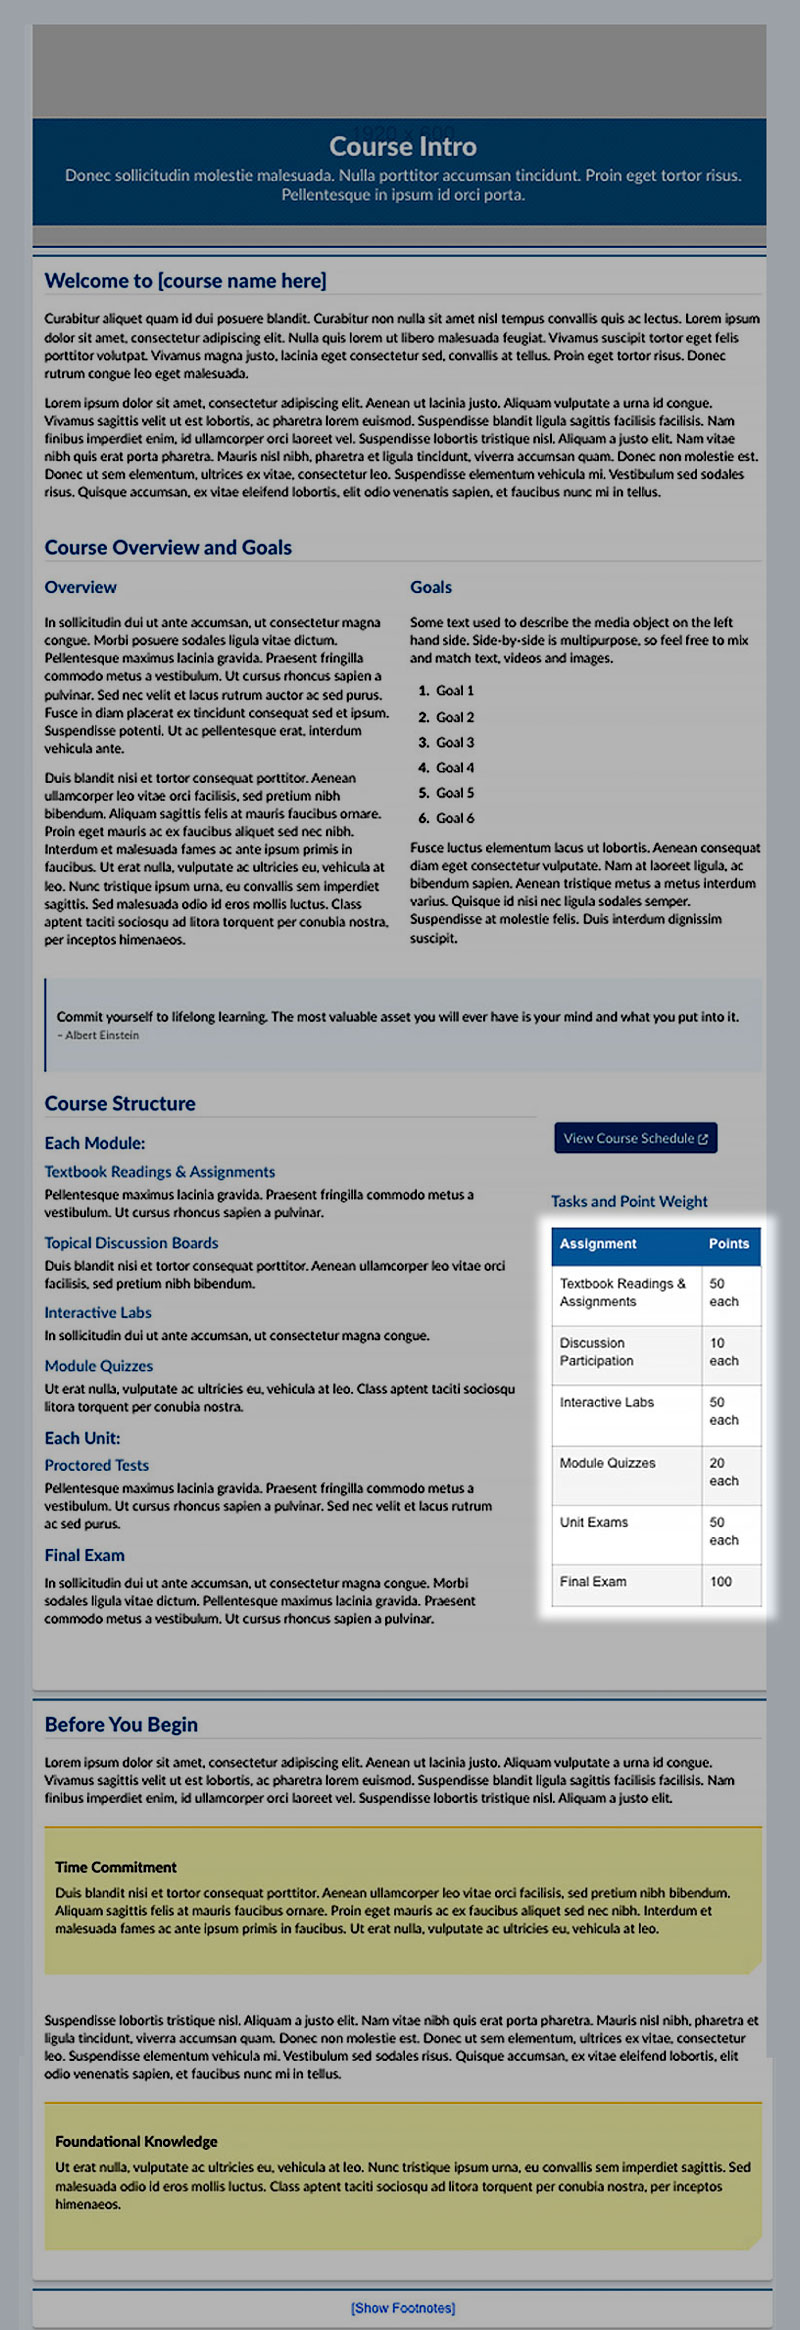 1920 x 500
Course Intro
Donec sollicitudin molestie malesuada. Nulla porttitor accumsan tincidunt. Proin eget tortor risus.
Pellentesque in ipsum id orci porta.
Welcome to [course name here]
Curabitur aliquet quam id dui posuere blandit. Curabitur non nulla sit amet nisl tempus convallis quis ac lectus. Lorem ipsum
dolor sit amet, consectetur adipiscing elit. Nulla quis lorem ut libero malesuada feugiat. Vivamus suscipit tortor eget felis
porttitor volutpat. Vivamus magna justo, lacinia eget consectetur sed, convallis at tellus. Proin eget tortor risus. Donec
rutrum congue leo eget malesuada.
Lorem ipsum dolor sit amet, consectetur adipiscing elit. Aenean ut lacinia justo. Aliquam vulputate a urna id congue.
Vivamus sagittis velit ut est lobortis, ac pharetra lorem euismod. Suspendisse blandit ligula sagittis facilisis facilisis. Nam
finibus imperdiet enim, id ullamcorper orci laoreet vel. Suspendisse lobortis tristique nisl. Aliquam a justo elit. Nam vitae
nibh quis erat porta pharetra. Mauris nisl nibh, pharetra et ligula tincidunt, viverra accumsan quam. Donec non molestie est.
Donec ut sem elementum, ultrices ex vitae, consectetur leo. Suspendisse elementum vehicula mi. Vestibulum sed sodales
risus. Quisque accumsan, ex vitae eleifend lobortis, elit odio venenatis sapien, et faucibus nunc mi in tellus.
Course Overview and Goals
Overview
In sollicitudin dui ut ante accumsan, ut consectetur magna
congue. Morbi posuere sodales ligula vitae dictum.
Pellentesque maximus lacinia gravida. Praesent fringilla
commodo metus a vestibulum. Ut cursus rhoncus sapien a
pulvinar. Sed nec velit et lacus rutrum auctor ac sed purus.
Fusce in diam placerat ex tincidunt consequat sed et ipsum.
Suspendisse potenti. Ut ac pellentesque erat, interdum
vehicula ante.
Duis blandit nisi et tortor consequat porttitor. Aenean
ullamcorper leo vitae orci facilisis, sed pretium nibh
bibendum. Aliquam sagittis felis at mauris faucibus ornare.
Proin eget mauris ac ex faucibus aliquet sed nec nibh.
Interdum et malesuada fames ac ante ipsum primis in
faucibus. Ut erat nulla, vulputate ac ultricies eu, vehicula at
leo. Nunc tristique ipsum urna, eu convallis sem imperdiet
sagittis. Sed malesuada odio id eros mollis luctus. Class
aptent taciti sociosqu ad litora torquent per conubia nostra,
per inceptos himenaeos.
Goals
Some text used to describe the media object on the left
hand side. Side-by-side is multipurpose, so feel free to mix
and match text, videos and images.
1. Goal 1
2. Goal 2
3. Goal 3
4. Goal 4
5. Goal 5
6. Goal 6
Fusce luctus elementum lacus ut lobortis. Aenean consequat
diam eget consectetur vulputate. Nam at laoreet ligula, ac
bibendum sapien. Aenean tristique metus a metus interdum
varius. Quisque id nisi nec ligula sodales semper.
Suspendisse at molestie felis. Duis interdum dignissim
suscipit.
Commit yourself to lifelong learning. The most valuable asset you will ever have is your mind and what you put into it.
– Albert Einstein
Course Structure
Each Module:
Textbook Readings & Assignments
Pellentesque maximus lacinia gravida. Praesent fringilla commodo metus a
vestibulum. Ut cursus rhoncus sapien a pulvinar.
Topical Discussion Boards
Duis blandit nisi et tortor consequat porttitor. Aenean ullamcorper leo vitae orci
facilisis, sed pretium nibh bibendum.
Interactive Labs
In sollicitudin dui ut ante accumsan, ut consectetur magna congue.
Module Quizzes
Ut erat nulla, vulputate ac ultricies eu, vehicula at leo. Class aptent taciti sociosqu
litora torquent per conubia nostra.
Each Unit:
Proctored Tests
Pellentesque maximus lacinia gravida. Praesent fringilla commodo metus a
vestibulum. Ut cursus rhoncus sapien a pulvinar. Sed nec velit et lacus rutrum
ac sed purus.
Final Exam
In sollicitudin dui ut ante accumsan, ut consectetur magna congue. Morbi
sodales ligula vitae dictum. Pellentesque maximus lacinia gravida. Praesent
commodo metus a vestibulum. Ut cursus rhoncus sapien a pulvinar.
View Course Schedule
Tasks and Point Weight
Assignment Points
Textbook Readings & 50
Assignments each
Discussion 10
Participation each
Interactive Labs 50
each
Module Quizzes 20
each
Unit Exams 50
each
Final Exam 100
Before You Begin
Lorem ipsum dolor sit amet, consectetur adipiscing elit. Aenean ut lacinia justo. Aliquam vulputate a urna id congue.
Vivamus sagittis velit ut est lobortis, ac pharetra lorem euismod. Suspendisse blandit ligula sagittis facilisis facilisis. Nam
finibus imperdiet enim, id ullamcorper orci laoreet vel. Suspendisse lobortis tristique nisl. Aliquam a justo elit.
Time Commitment
Duis blandit nisi et tortor consequat porttitor. Aenean ullamcorper leo vitae orci facilisis, sed pretium nibh bibendum.
Aliquam sagittis felis at mauris faucibus ornare. Proin eget mauris ac ex faucibus aliquet sed nec nibh. Interdum et
malesuada fames ac ante ipsum primis in faucibus. Ut erat nulla, vulputate ac ultricies eu, vehicula at leo.
Suspendisse lobortis tristique nisl. Aliquam a justo elit. Nam vitae nibh quis erat porta pharetra. Mauris nisl nibh, pharetra et
ligula tincidunt, viverra accumsan quam. Donec non molestie est. Donec ut sem elementum, ultrices ex vitae, consectetur
leo. Suspendisse elementum vehicula mi. Vestibulum sed sodales risus. Quisque accumsan, ex vitae eleifend lobortis, elit
odio venenatis sapien, et faucibus nunc mi in tellus.
Foundational Knowledge
Ut erat nulla, vulputate ac ultricies eu, vehicula at leo. Nunc tristique ipsum urna, eu convallis sem imperdiet sagittis. Sed
malesuada odio id eros mollis luctus. Class aptent taciti sociosqu ad litora torquent per conubia nostra, per inceptos
himenaeos.
[Show Footnotes]